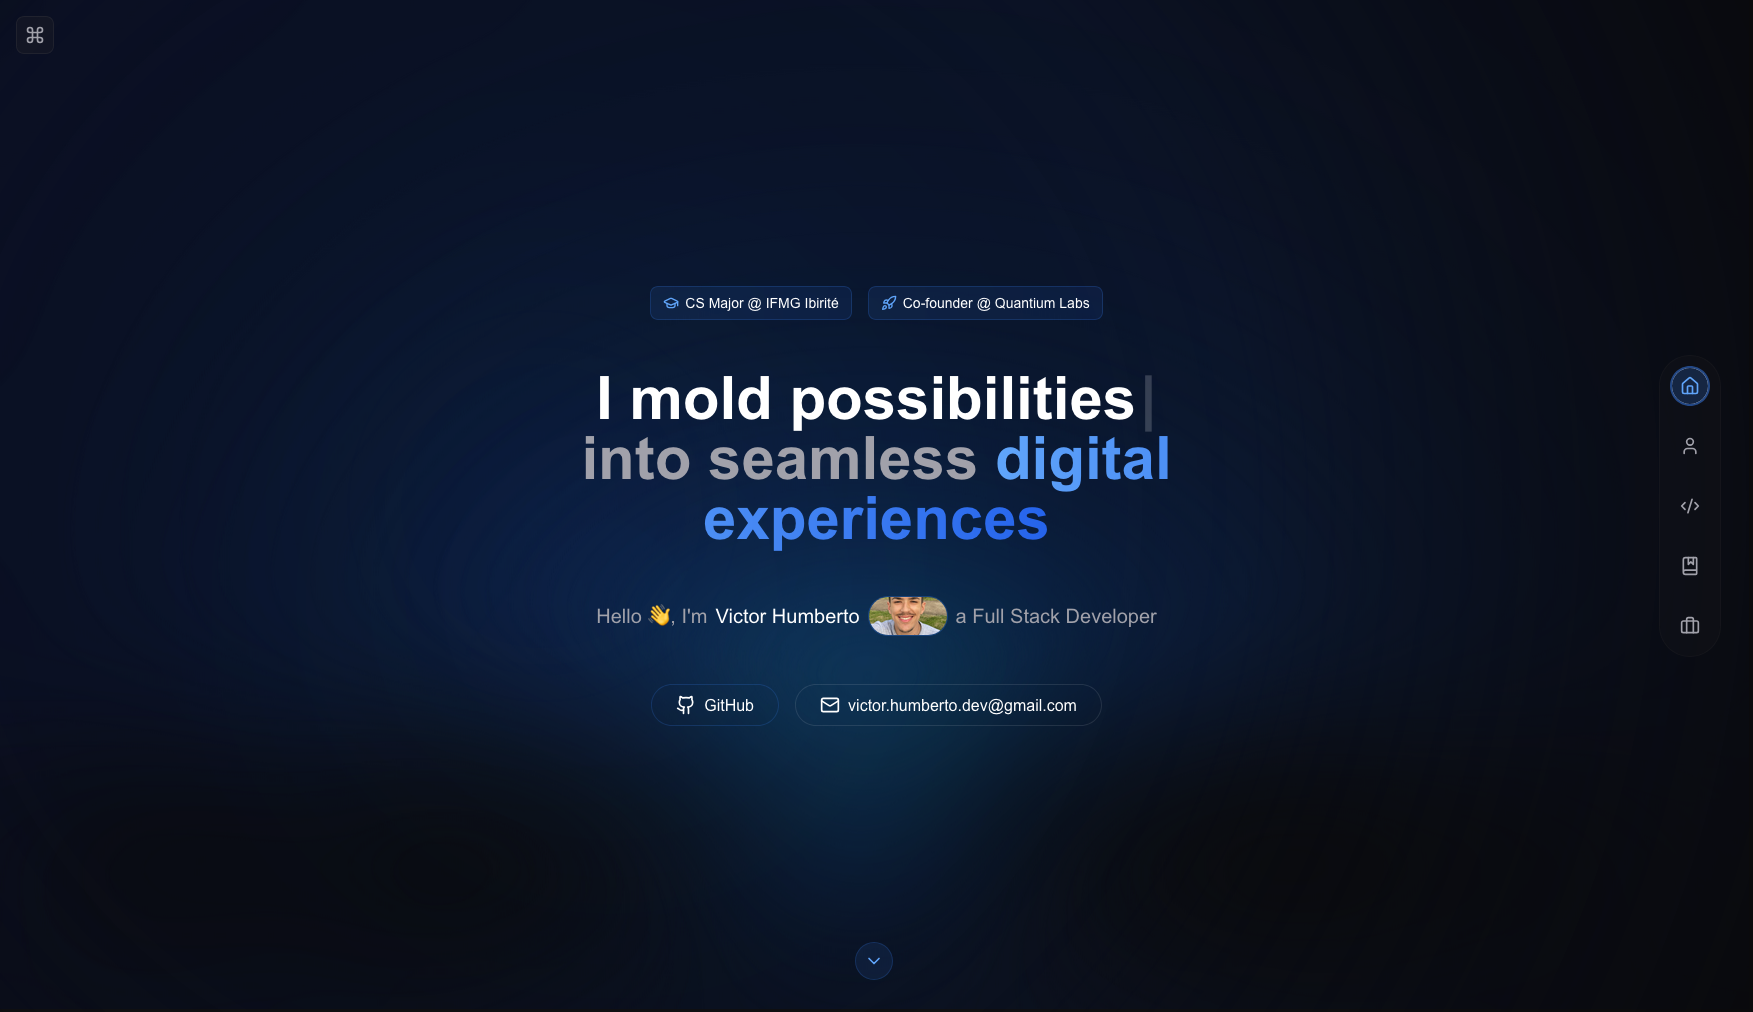 CS Major @ IFMG Ibirité
Co-founder @ Quantium Labs
I mold possibilities|
into seamless digital
experiences
Hello 👋, I'm Victor Humberto a Full Stack Developer
GitHub
victor.humberto.dev@gmail.com